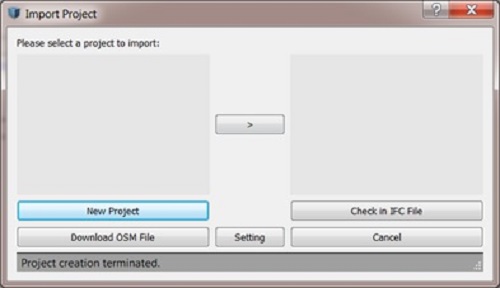 Import Project
Please select a project to import:
>
New Project
Check in IFC File
Download OSM File
Setting
Cancel
Project creation terminated.